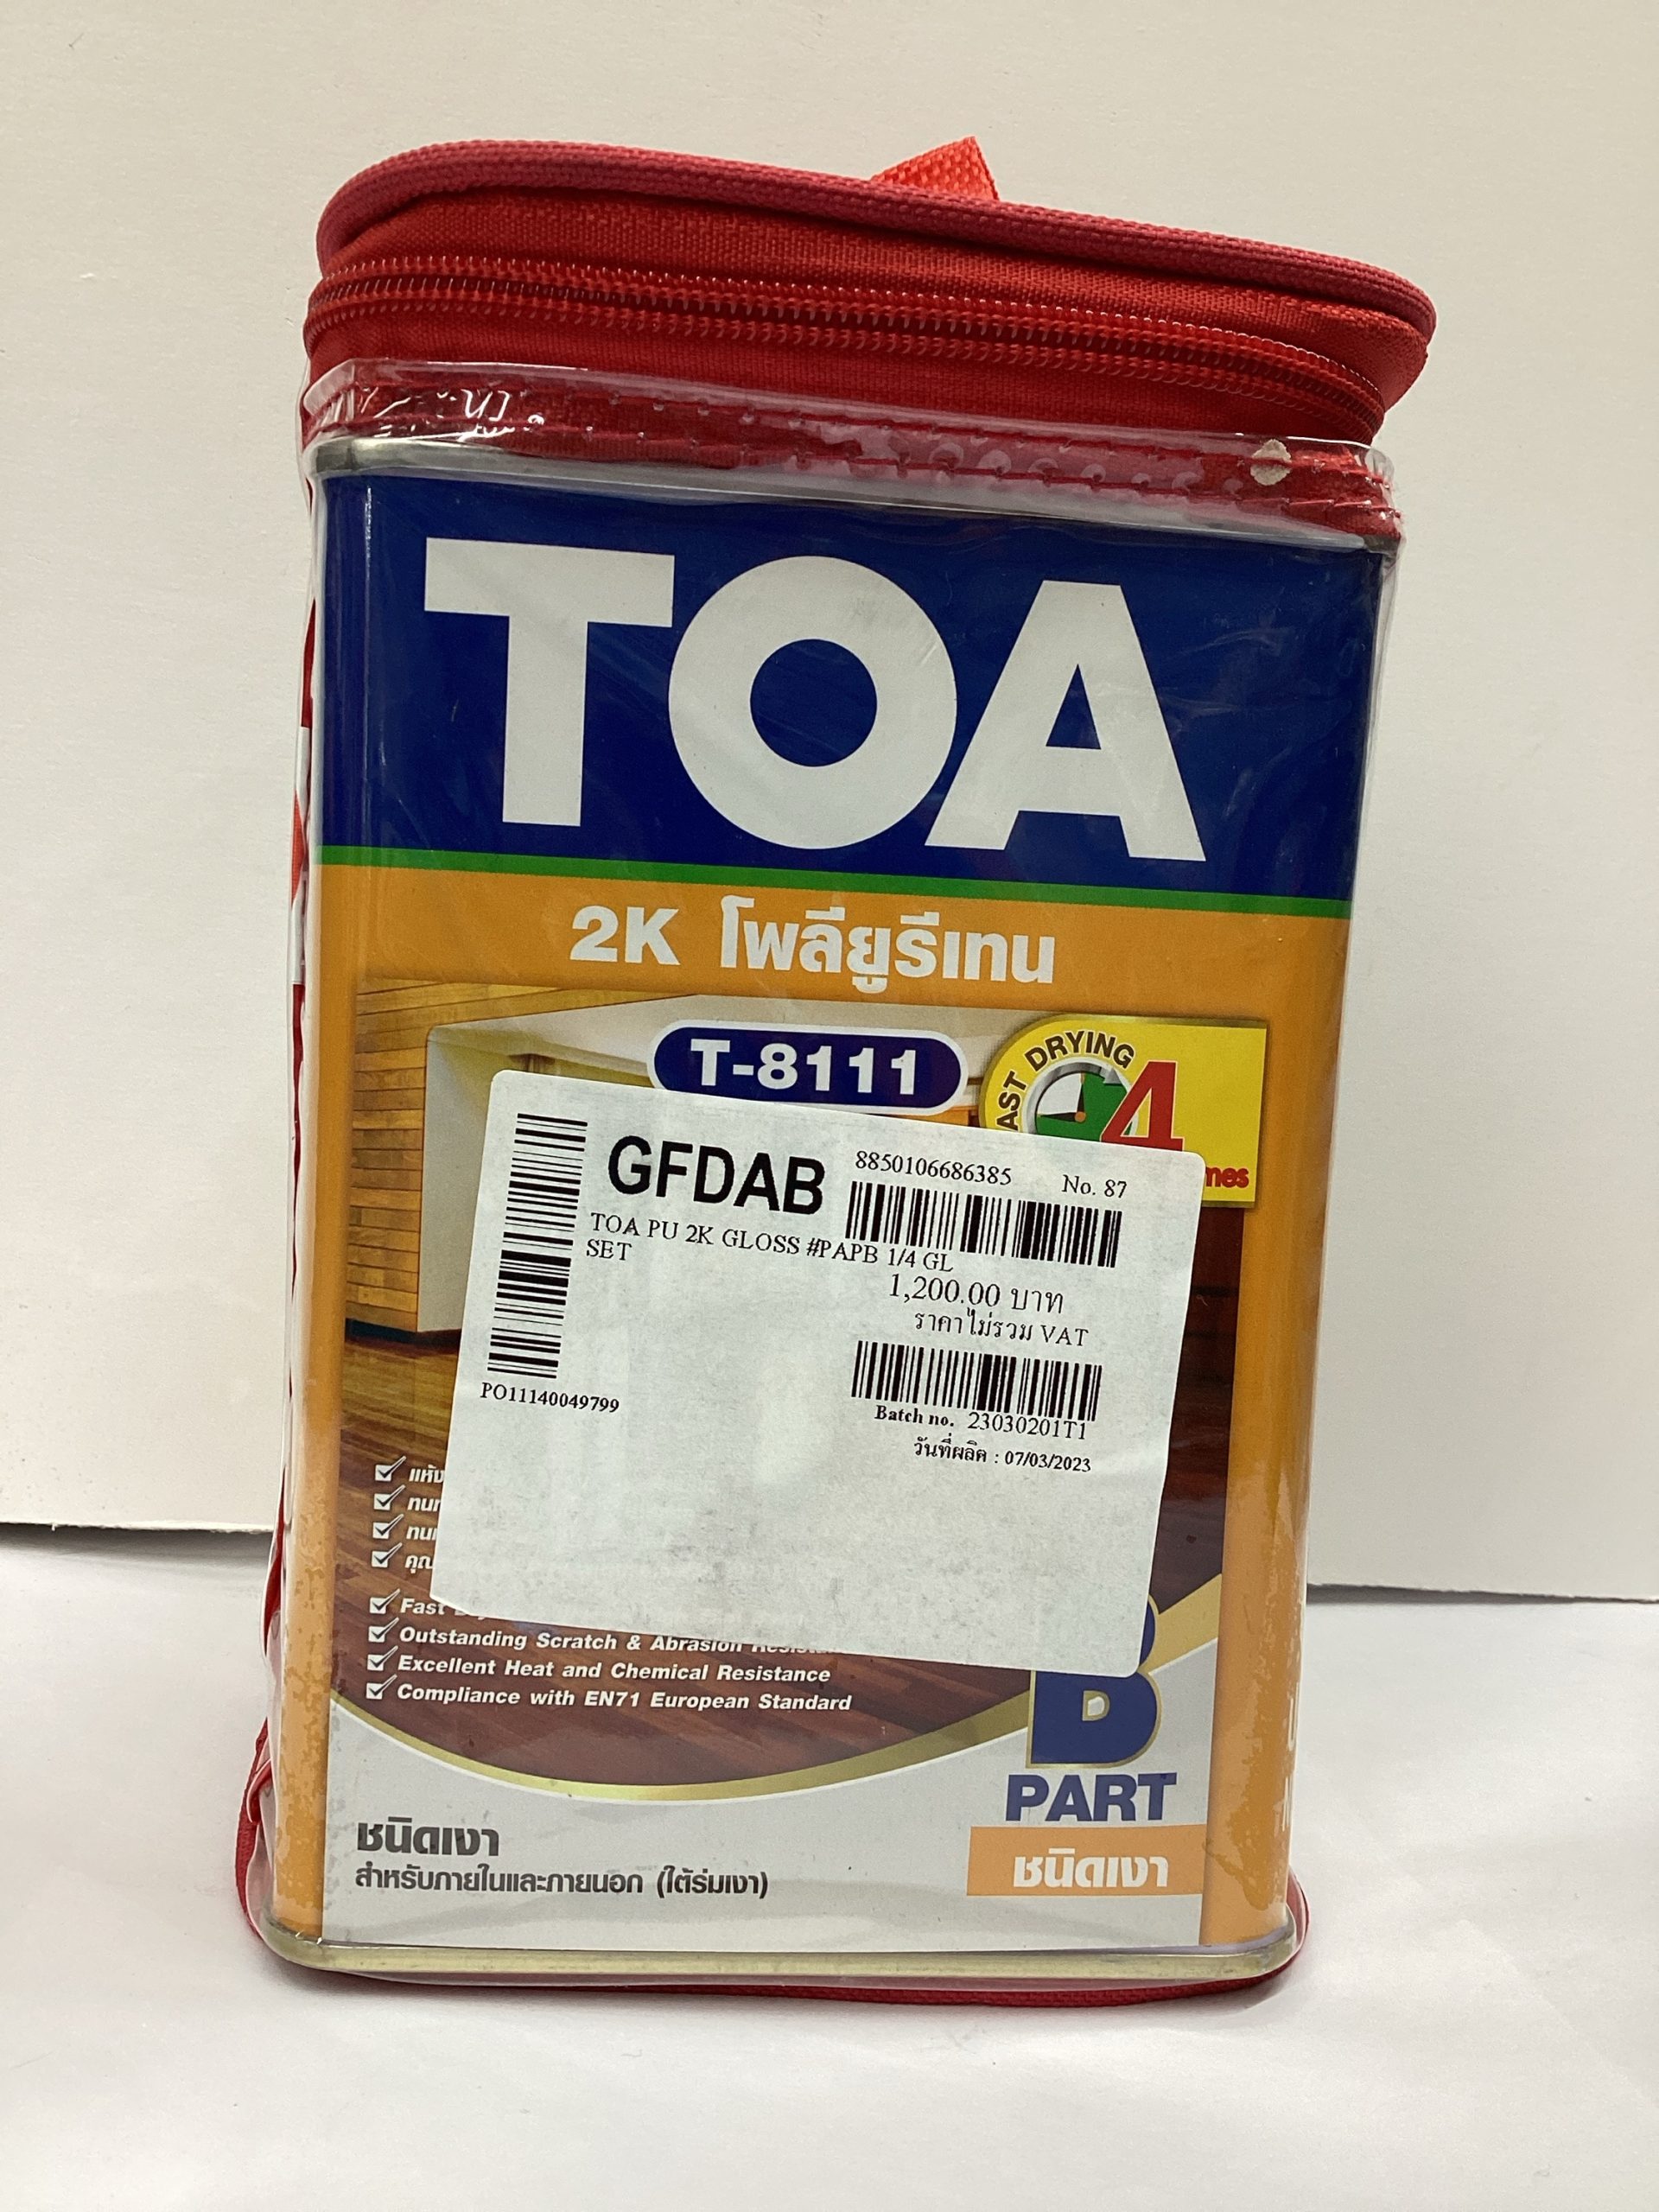 TOA
2K โพลียูรีเทน
T-8111
DRYING
4
GFDAB
8850106686385 No. 87
TOA PU 2K GLOSS #PAPB 1/4 GL
SET
1,200.00 บาท
ราคาไม่รวม VAT
PO11140049799
Batch no. 23030201T1
วันที่ผลิต : 07/03/2023
Fast
Outstanding Scratch & Abrasion
Excellent Heat and Chemical Resistance
Compliance with EN71 European Standard
B
PART
ชนิดเงา
ชนิดเงา
สำหรับภายในและภายนอก (ใต้ร่มเงา)